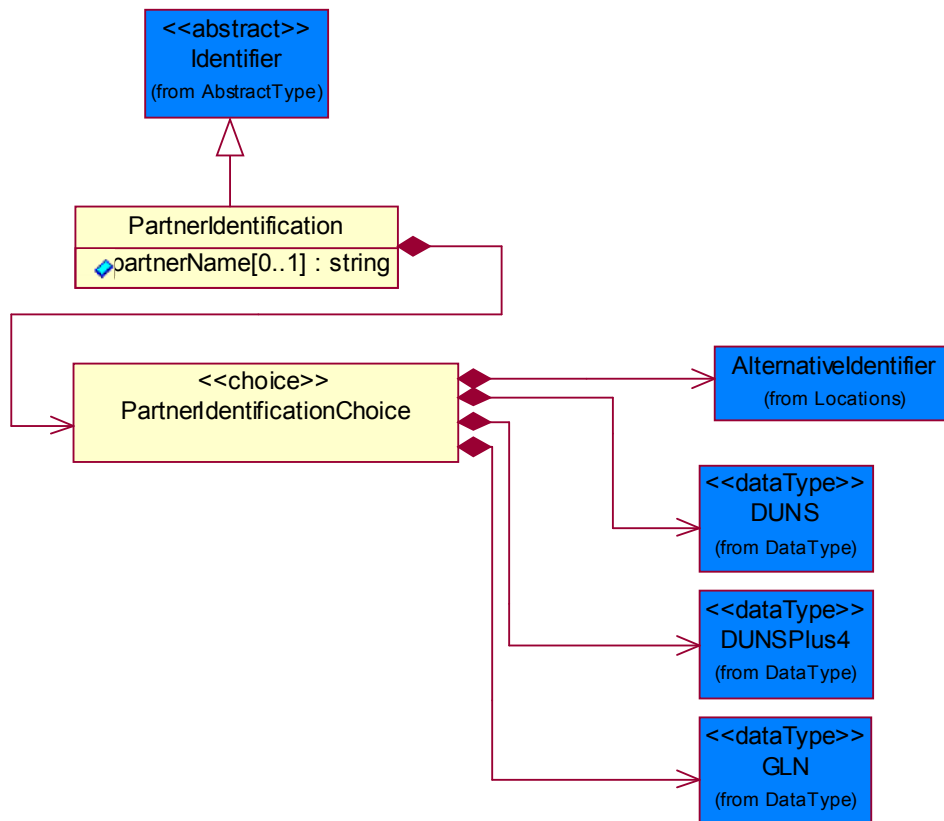 <<abstract>>
Identifier
(from AbstractType)
PartnerIdentification
partnerName[0..1] : string
<<choice>>
PartnerIdentificationChoice
AlternativeIdentifier
(from Locations)
<<dataType>>
DUNS
(from DataType)
<<dataType>>
DUNSPlus4
(from DataType)
<<dataType>>
GLN
(from DataType)